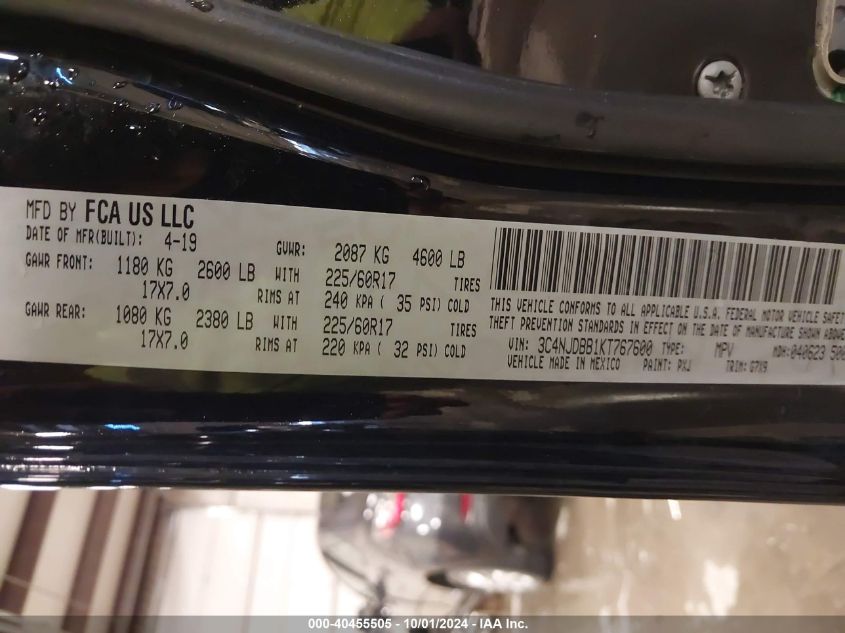 MFD BY FCA US LLC
DATE OF MFR(BUILT): 4-19 GVWR: 2087 KG 4600 LB
GAWR FRONT: 1180 KG 2600 LB WITH 225/60R17 TIRES
17X7.0 RIMS AT 240 KPA ( 35 PSI) COLD
GAWR REAR: 1080 KG 2380 LB WITH 225/60R17 TIRES
17X7.0 RIMS AT 220 KPA ( 32 PSI) COLD
THIS VEHICLE CONFORMS TO ALL APPLICABLE U.S.A. FEDERAL MOTOR VEHICLE SAFET
THEFT PREVENTION STANDARDS IN EFFECT ON THE DATE OF MANUFACTURE SHOWN ABOVE
VIN: 3C4NJDBB1KT767600 TYPE: MPV MDH: 040623 500
VEHICLE MADE IN MEXICO PAINT: PXJ TRIM: G7X9
000-40455505 - 10/01/2024 - IAA Inc.